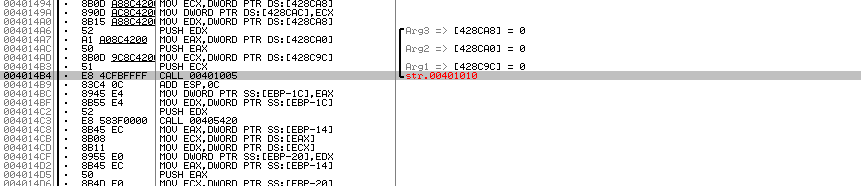 00401494 · 8B0D A88C4200 MOV ECX,DWORD PTR DS:[428CA8]
0040149A · 890D AC8C4200 MOV DWORD PTR DS:[428CAC],ECX
004014A0 · 8B15 A88C4200 MOV EDX,DWORD PTR DS:[428CA8]
004014A6 · 52 PUSH EDX Arg3 => [428CA8] = 0
004014A7 · A1 A08C4200 MOV EAX,DWORD PTR DS:[428CA0]
004014AC · 50 PUSH EAX Arg2 => [428CA0] = 0
004014AD · 8B0D 9C8C4200 MOV ECX,DWORD PTR DS:[428C9C]
004014B3 · 51 PUSH ECX Arg1 => [428C9C] = 0
004014B4 · E8 4CFBFFFF CALL 00401005 str.00401010
004014B9 · 83C4 0C ADD ESP,0C
004014BC · 8945 E4 MOV DWORD PTR SS:[EBP-1C],EAX
004014BF · 8B55 E4 MOV EDX,DWORD PTR SS:[EBP-1C]
004014C2 · 52 PUSH EDX
004014C3 · E8 583F0000 CALL 00405420
004014C8 · 8B45 EC MOV EAX,DWORD PTR SS:[EBP-14]
004014CB · 8B08 MOV ECX,DWORD PTR DS:[EAX]
004014CD · 8B11 MOV EDX,DWORD PTR DS:[ECX]
004014CF · 8955 E0 MOV DWORD PTR SS:[EBP-20],EDX
004014D2 · 8B45 EC MOV EAX,DWORD PTR SS:[EBP-14]
004014D5 · 50 PUSH EAX
004014D6 · 8B4D E0 MOV ECX,DWORD PTR SS:[EBP-20]